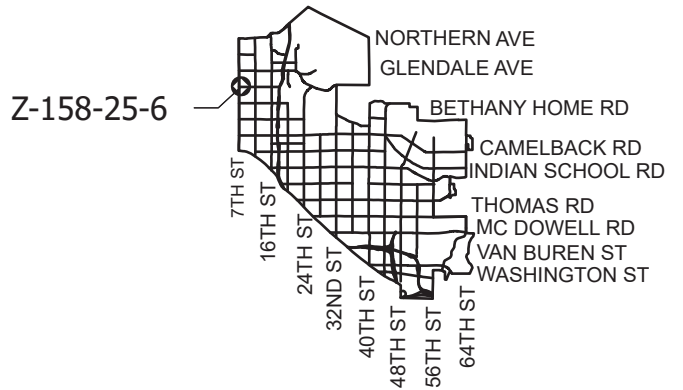 NORTHERN AVE
GLENDALE AVE
Z-158-25-6
BETHANY HOME RD
CAMELBACK RD
INDIAN SCHOOL RD
THOMAS RD
MC DOWELL RD
VAN BUREN ST
WASHINGTON ST
7TH ST
16TH ST
24TH ST
32ND ST
40TH ST
48TH ST
56TH ST
64TH ST